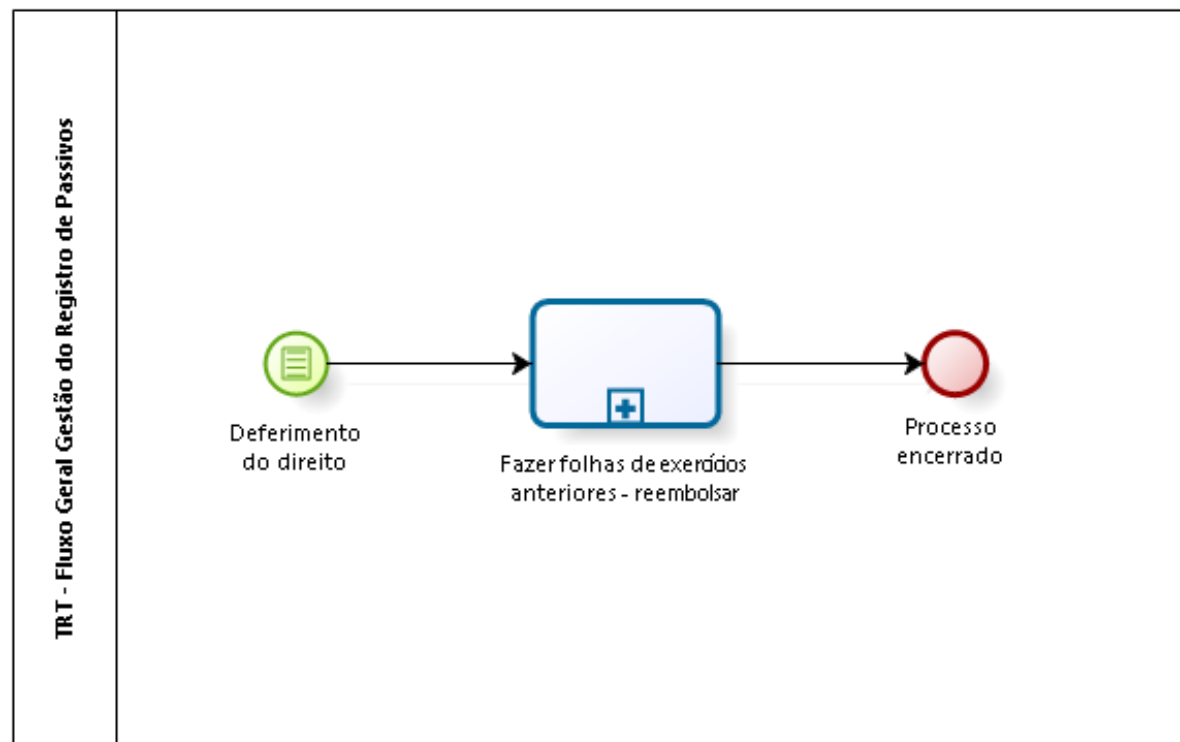 TRT - Fluxo Geral Gestão do Registro de Passivos
Deferimento
do direito
Fazer folhas de exercícios
anteriores - reembolsar
Processo
encerrado